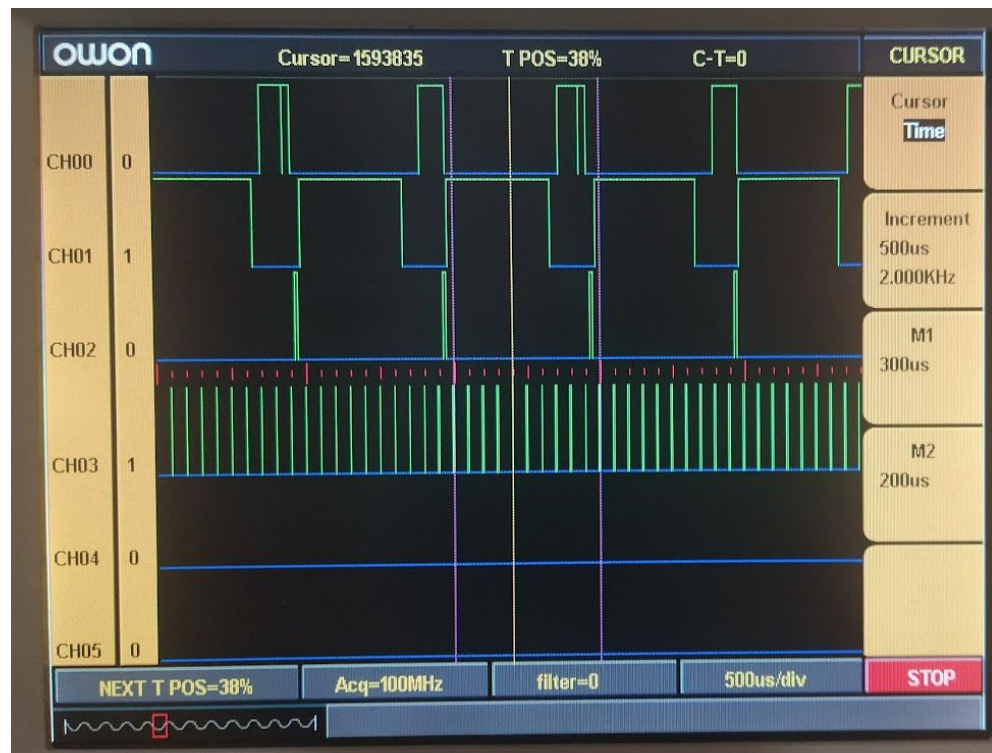 owon Cursor=1593835 T POS=38% C-T=0 CURSOR
Cursor
Time
CH00 0
Increment
500us
2.000KHz
CH01 1
M1
300us
CH02 0
M2
200us
CH03 1
CH04 0
CH05 0
NEXT T POS=38% Acq=100MHz filter=0 500us/div STOP